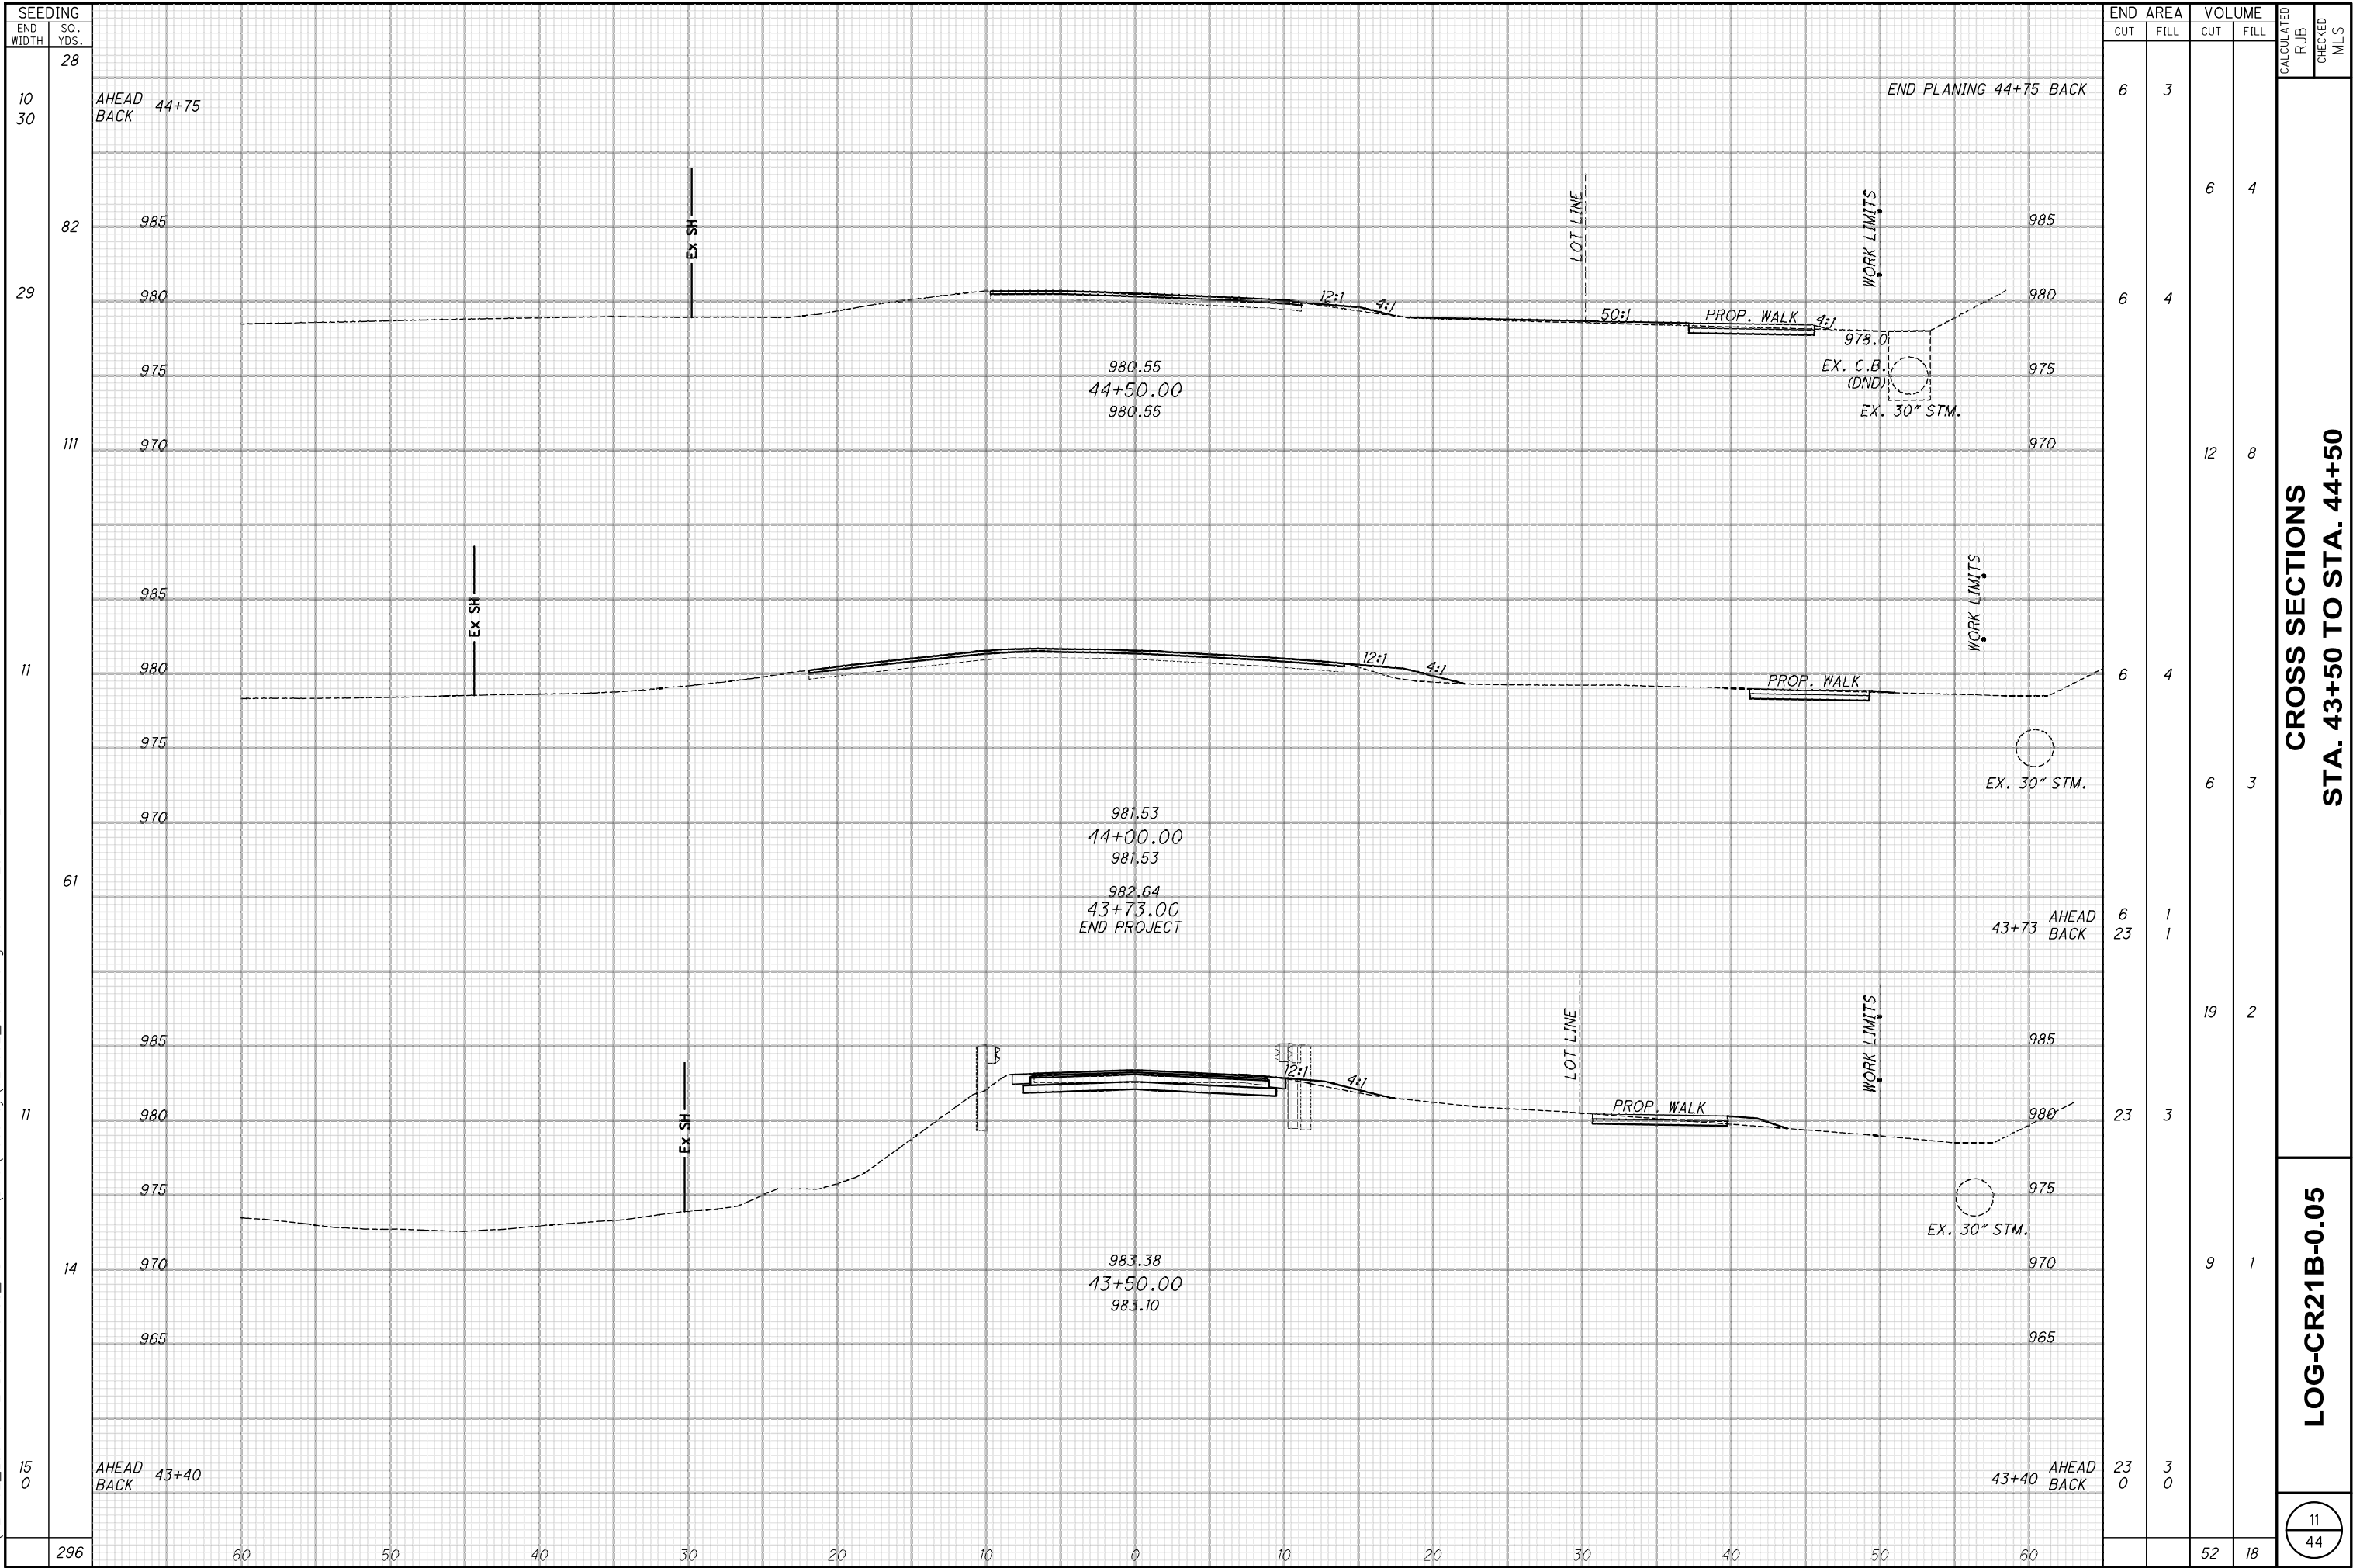 SEEDING
END WIDTH
SQ. YDS.
END AREA
VOLUME
CUT FILL CUT FILL
CALCULATED
RJB
CHECKED
MLS
28
10
30
AHEAD
BACK
44+75
END PLANING 44+75 BACK
6 3
6 4
82
985
Ex SH
LOT LINE
WORK LIMITS
985
29
980
12:1
4:1
50:1
PROP. WALK
4:1
980
6 4
978.0
975
980.55
44+50.00
980.55
EX. C.B.
(DND)
975
EX. 30" STM.
111
970
970
12 8
985
Ex SH
WORK LIMITS
11
980
12:1
4:1
PROP. WALK
6 4
975
EX. 30" STM.
6 3
970
981.53
44+00.00
981.53
61
982.64
43+73.00
END PROJECT
43+73
AHEAD
BACK
6 1
23 1
19 2
985
Ex SH
LOT LINE
WORK LIMITS
985
11
980
12:1
4:1
PROP. WALK
980
23 3
975
975
EX. 30" STM.
14
970
983.38
43+50.00
983.10
970
9 1
965
965
15
0
AHEAD
BACK
43+40
43+40
AHEAD
BACK
23 3
0 0
296
60 50 40 30 20 10 0 10 20 30 40 50 60
52 18
CROSS SECTIONS
STA. 43+50 TO STA. 44+50
LOG-CR21B-0.05
11
44